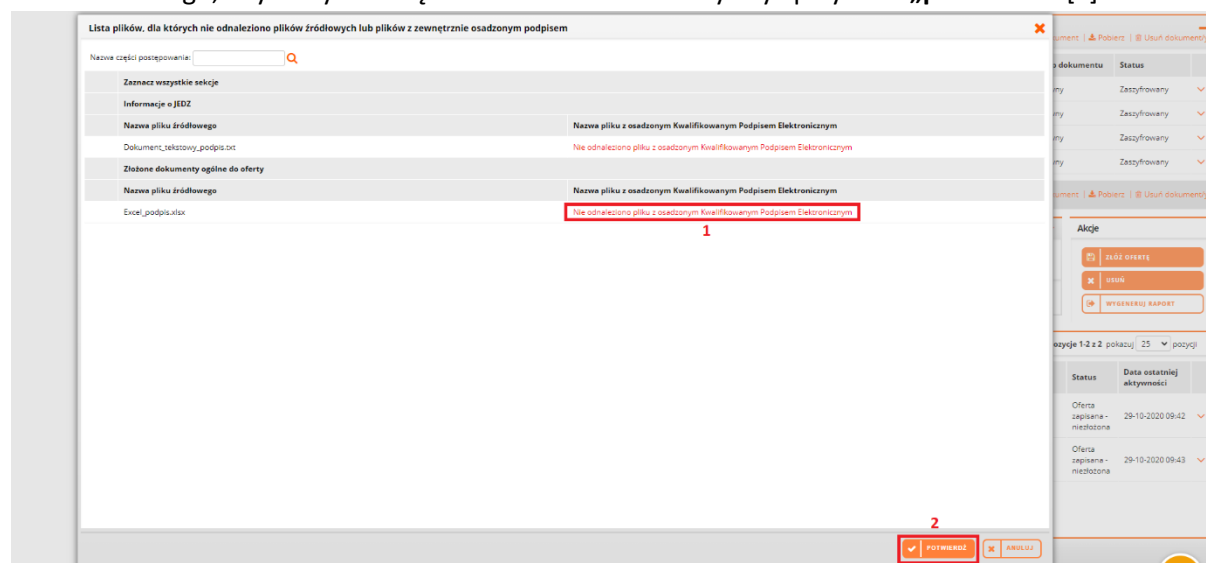 Lista plików, dla których nie odnaleziono plików źródłowych lub plików z zewnętrznie osadzonym podpisem
Nazwa części postępowania:
Zaznacz wszystkie sekcje
Informacje o JEDZ
Nazwa pliku źródłowego Nazwa pliku z osadzonym Kwalifikowanym Podpisem Elektronicznym
Dokument_tekstowy_podpis.txt Nie odnaleziono pliku z osadzonym Kwalifikowanym Podpisem Elektronicznym
Złożone dokumenty ogólne do oferty
Nazwa pliku źródłowego Nazwa pliku z osadzonym Kwalifikowanym Podpisem Elektronicznym
Excel_podpis.xlsx Nie odnaleziono pliku z osadzonym Kwalifikowanym Podpisem Elektronicznym
1
2
POTWIERDŹ ANULUJ
Pobierz | Usuń dokument/y
dokumentu Status
Zaszyfrowany
Zaszyfrowany
Zaszyfrowany
Zaszyfrowany
Pobierz | Usuń dokument/y
Akcje
ZŁÓŻ OFERTĘ
USUŃ
WYGENERUJ RAPORT
1-2 z 2 pokazuj 25 pozycji
Status Data ostatniej
aktywności
Oferta
zapisana - 29-10-2020 09:42
niezłożona
Oferta
zapisana - 29-10-2020 09:43
niezłożona